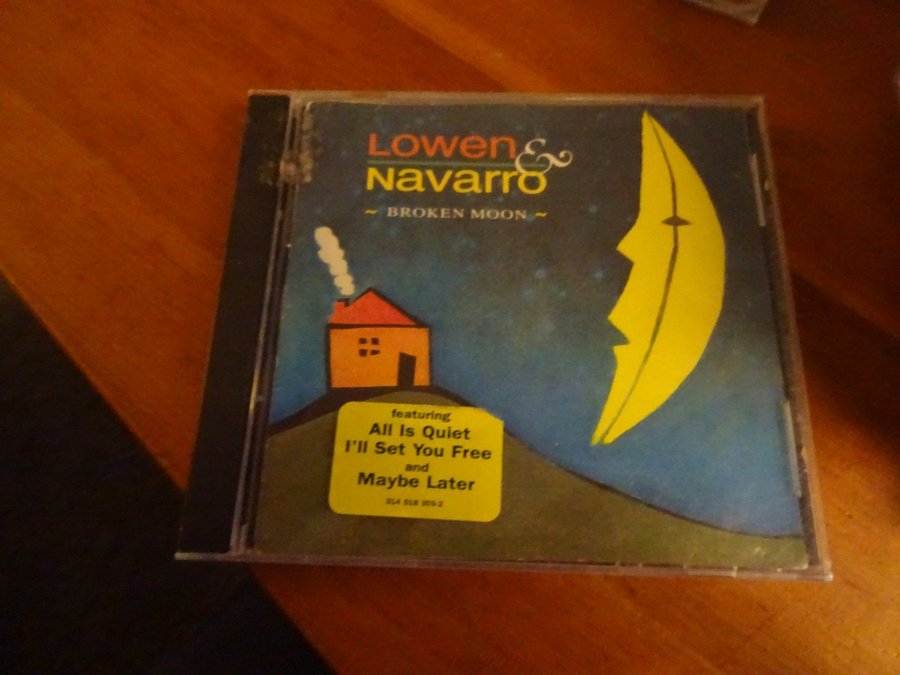 Lowen &
Navarro
~ BROKEN MOON ~
featuring
All Is Quiet
I'll Set You Free
and
Maybe Later